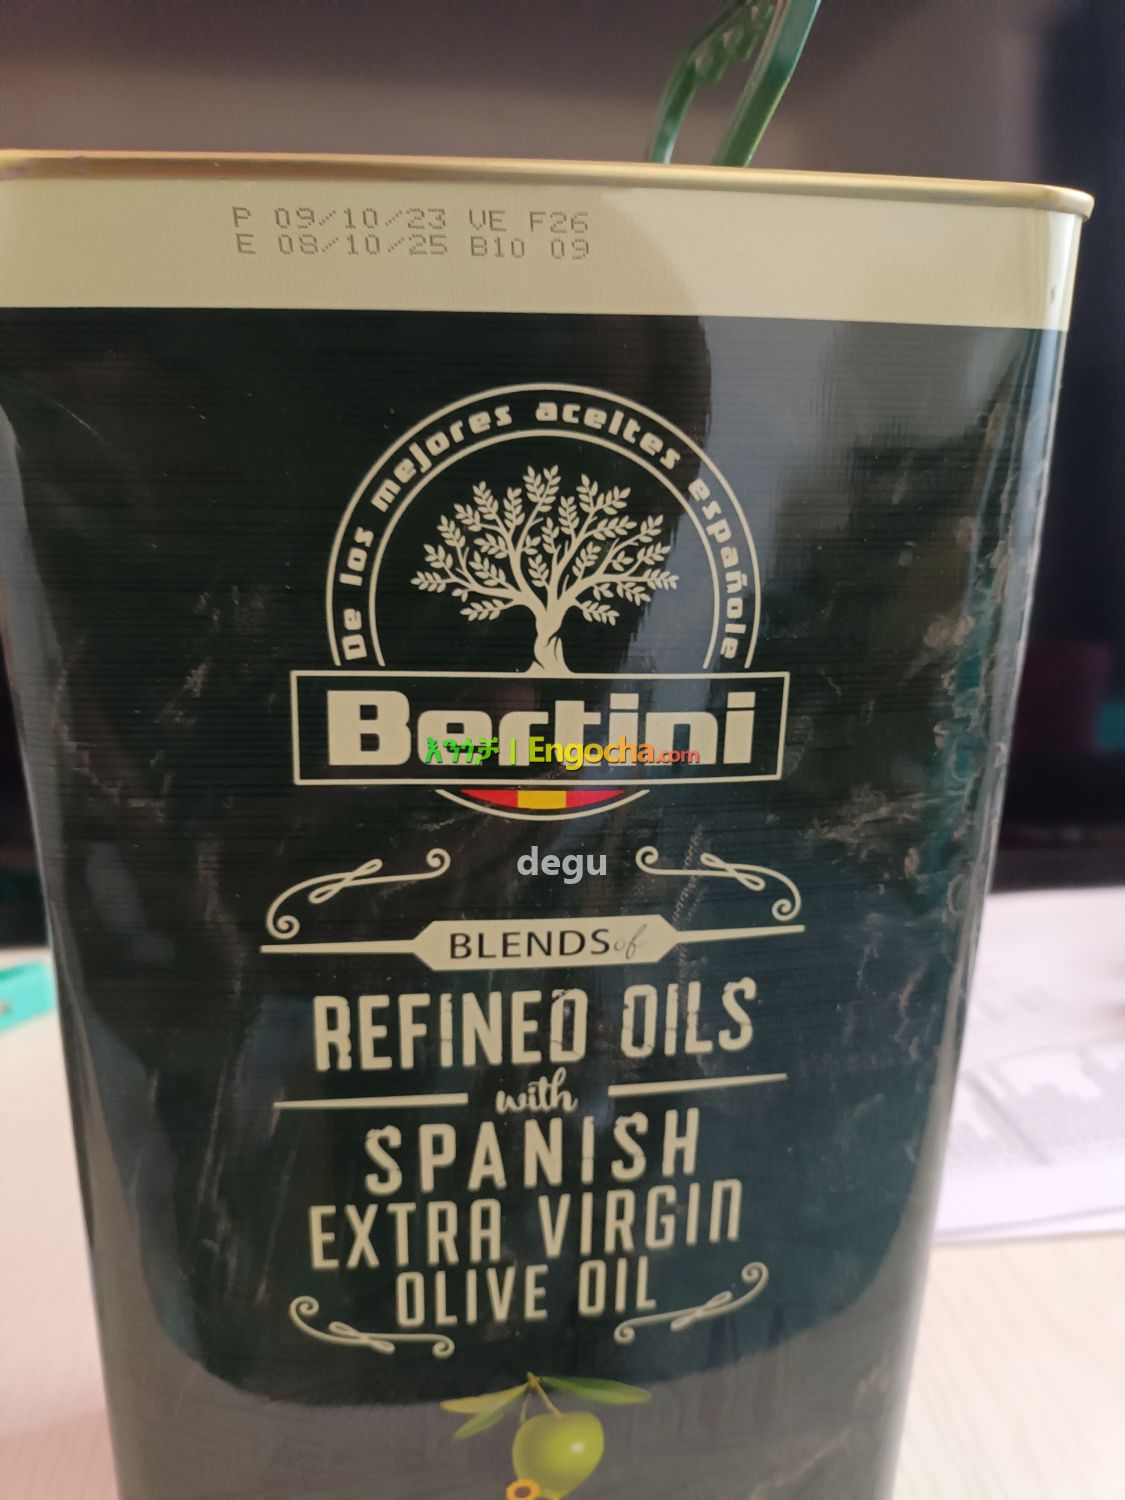 P 09/10/23 VE F26
E 08/10/25 B10 09
De los mejores aceites españole
Bertini
እንጎቻ | Engocha.com
degu
BLENDS of
REFINED OILS
with
SPANISH
EXTRA VIRGIN
OLIVE OIL